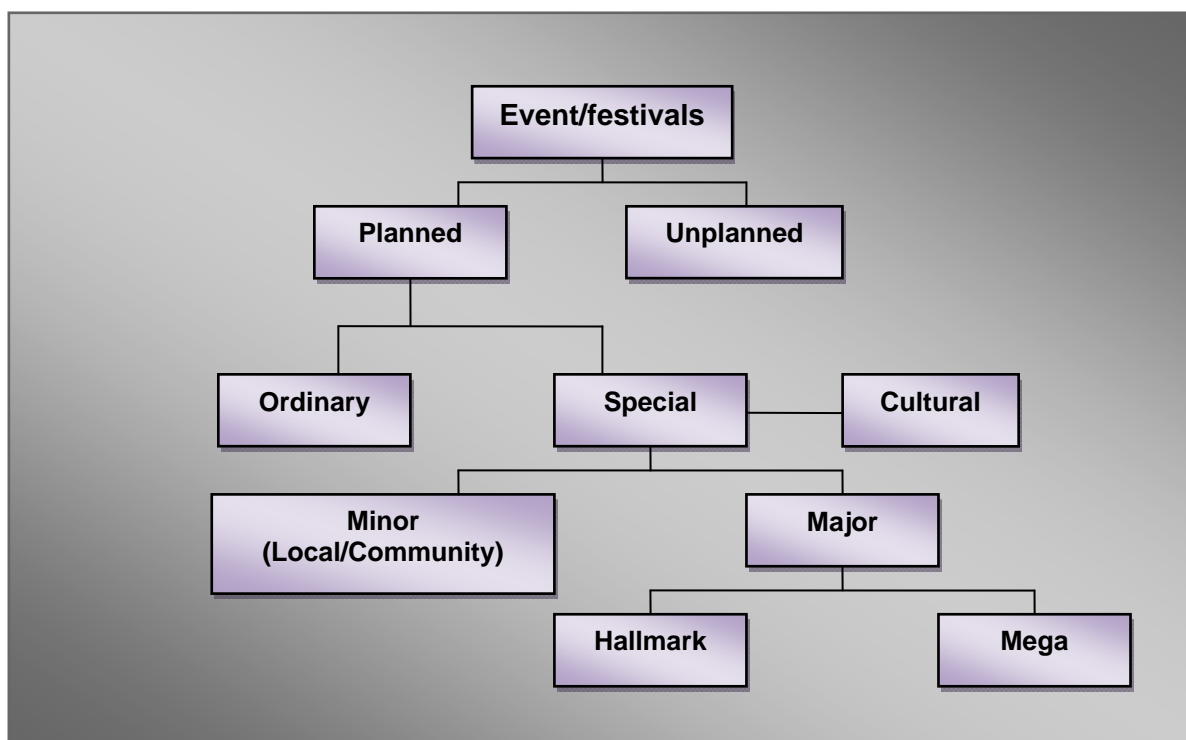 Event/festivals
Planned
Unplanned
Ordinary
Special
Cultural
Minor
(Local/Community)
Major
Hallmark
Mega